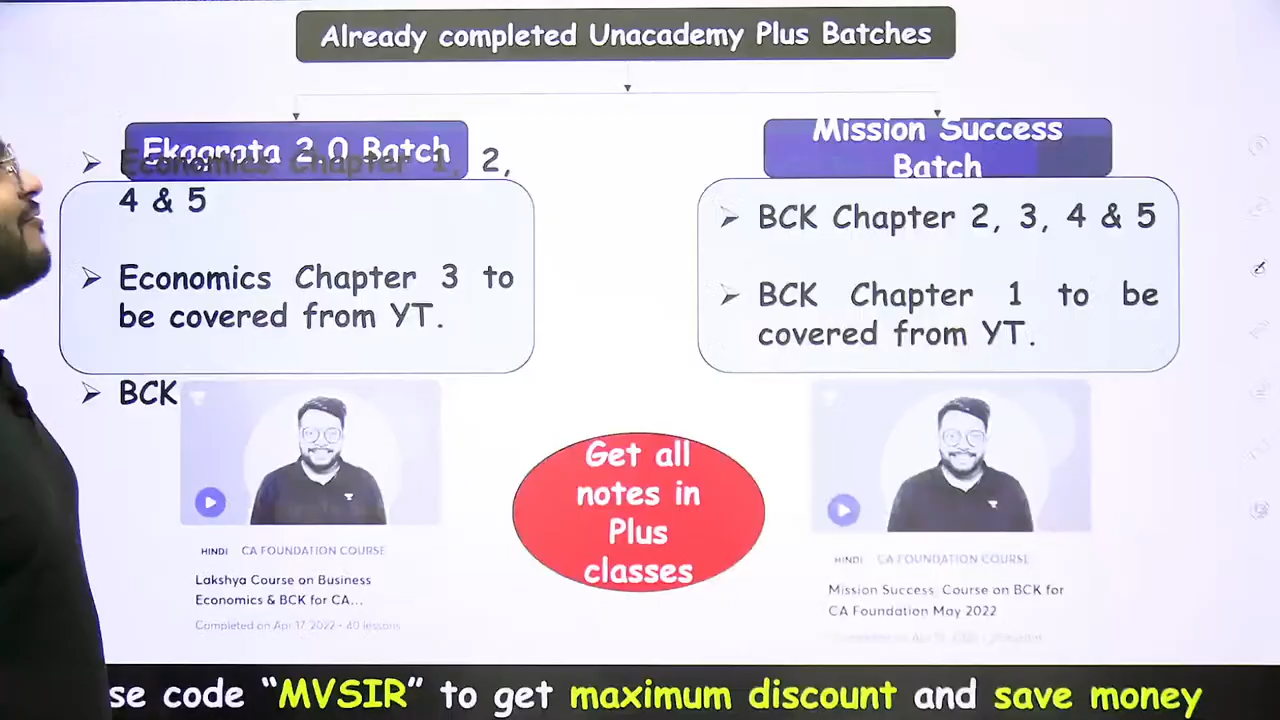 Already completed Unacademy Plus Batches
Ekagrata 2.0 Batch
Economics Chapter 1, 2,
4 & 5
Economics Chapter 3 to
be covered from YT.
BCK
Mission Success
Batch
BCK Chapter 2, 3, 4 & 5
BCK Chapter 1 to be
covered from YT.
Get all
notes in
Plus
classes
HINDI CA FOUNDATION COURSE
Lakshya Course on Business
Economics & BCK for CA...
Completed on Apr 17, 2022 • 40 lessons
HINDI CA FOUNDATION COURSE
Mission Success Course on BCK for
CA Foundation May 2022
se code "MVSIR" to get maximum discount and save money